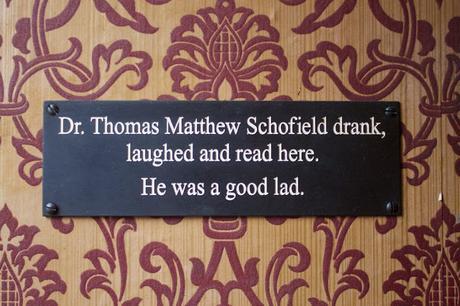 Dr. Thomas Matthew Schofield drank,
laughed and read here.
He was a good lad.